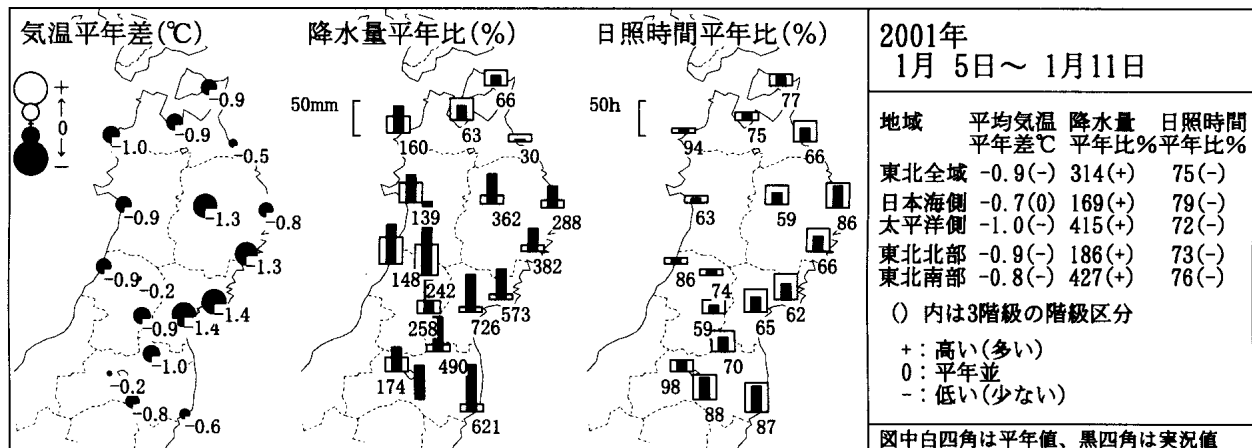 気温平年差(℃)
+
↑
0
↓
−
-0.9
-0.9
-1.0
-0.5
-0.9
-1.3
-0.8
-1.3
-0.9
-0.2
-1.4
-1.4
-0.9
-1.0
-0.2
-0.8
-0.6
降水量平年比(%)
50mm
66
63
160
30
139
362
288
382
148
242
573
258
726
490
174
621
日照時間平年比(%)
50h
77
75
94
66
63
59
86
66
86
74
62
59
65
70
98
88
87
2001年
1月 5日~ 1月11日
地域 平均気温 降水量 日照時間
平年差℃ 平年比% 平年比%
東北全域 -0.9(-) 314(+) 75(-)
日本海側 -0.7(0) 169(+) 79(-)
太平洋側 -1.0(-) 415(+) 72(-)
東北北部 -0.9(-) 186(+) 73(-)
東北南部 -0.8(-) 427(+) 76(-)
() 内は3階級の階級区分
+:高い(多い)
0:平年並
-:低い(少ない)
図中白四角は平年値、黒四角は実況値